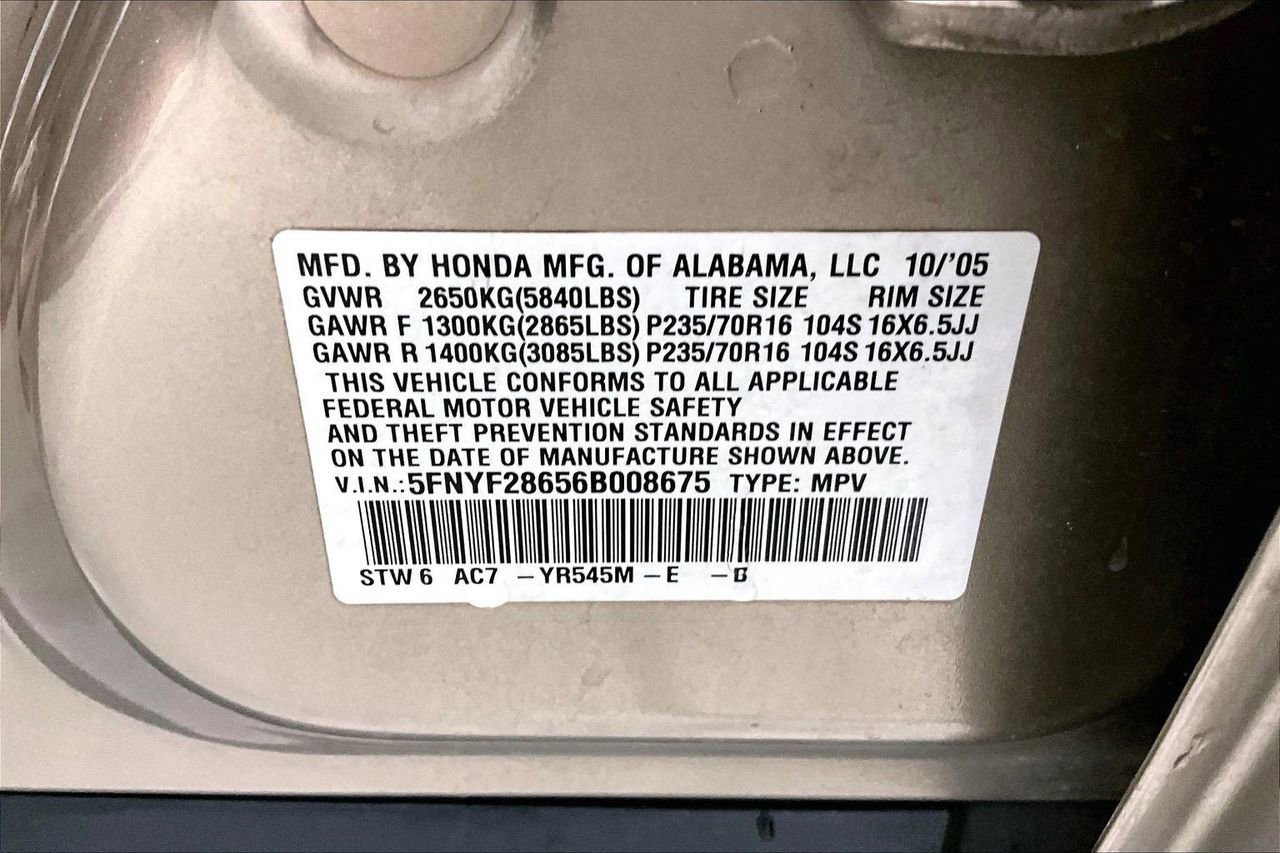 MFD. BY HONDA MFG. OF ALABAMA, LLC 10/'05
GVWR 2650KG(5840LBS) TIRE SIZE RIM SIZE
GAWR F 1300KG(2865LBS) P235/70R16 104S 16X6.5JJ
GAWR R 1400KG(3085LBS) P235/70R16 104S 16X6.5JJ
THIS VEHICLE CONFORMS TO ALL APPLICABLE
FEDERAL MOTOR VEHICLE SAFETY
AND THEFT PREVENTION STANDARDS IN EFFECT
ON THE DATE OF MANUFACTURE SHOWN ABOVE.
V.I.N.:5FNYF28656B008675 TYPE: MPV
STW 6 AC7 –YR545M –E –B